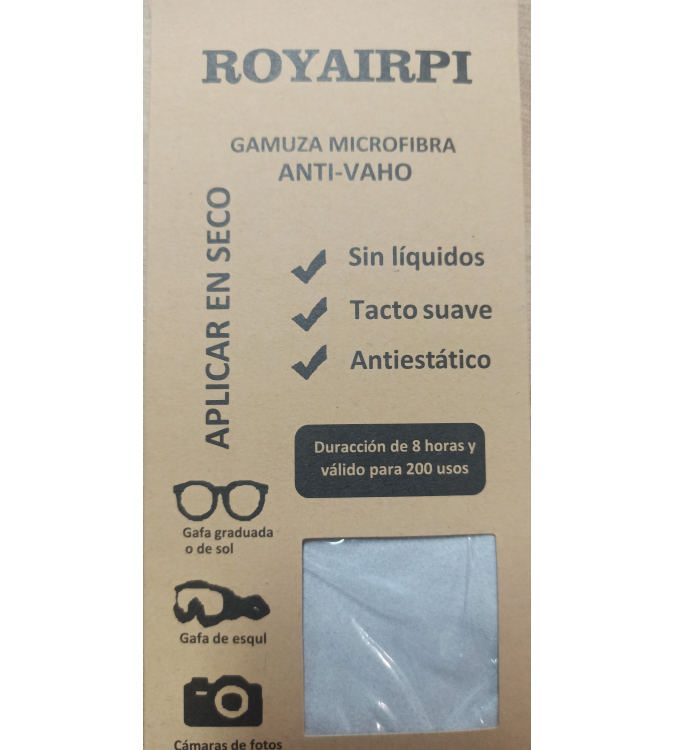 ROYAIRPI
GAMUZA MICROFIBRA
ANTI-VAHO
APLICAR EN SECO
Sin líquidos
Tacto suave
Antiestático
Duracción de 8 horas y
válido para 200 usos
Gafa graduada
o de sol
Gafa de esquI
Cámaras de fotos